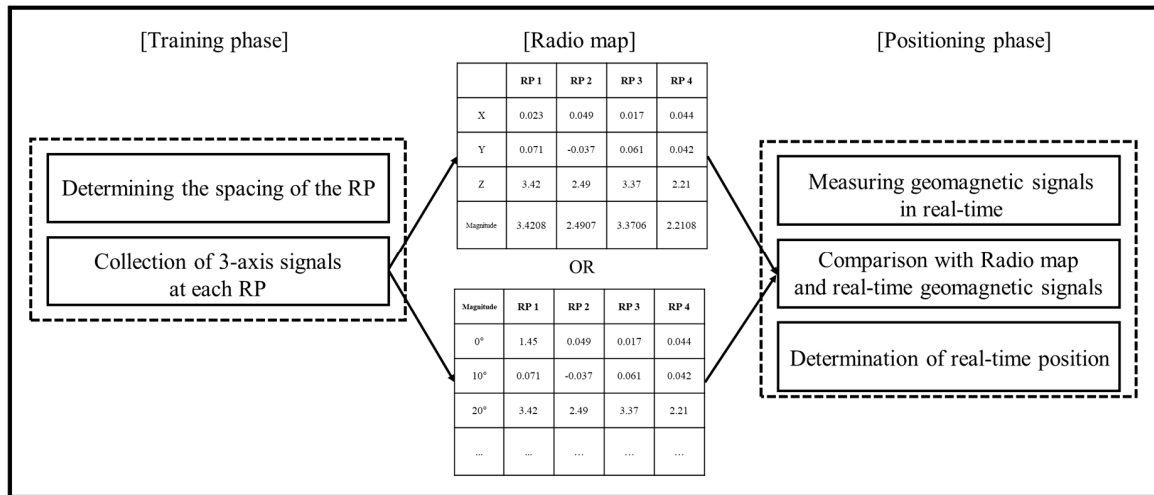 [Training phase]
Determining the spacing of the RP
Collection of 3-axis signals
at each RP
[Radio map]
RP 1 RP 2 RP 3 RP 4
X 0.023 0.049 0.017 0.044
Y 0.071 -0.037 0.061 0.042
Z 3.42 2.49 3.37 2.21
Magnitude 3.4208 2.4907 3.3706 2.2108
OR
Magnitude RP 1 RP 2 RP 3 RP 4
0° 1.45 0.049 0.017 0.044
10° 0.071 -0.037 0.061 0.042
20° 3.42 2.49 3.37 2.21
... ... ... ... ...
[Positioning phase]
Measuring geomagnetic signals
in real-time
Comparison with Radio map
and real-time geomagnetic signals
Determination of real-time position